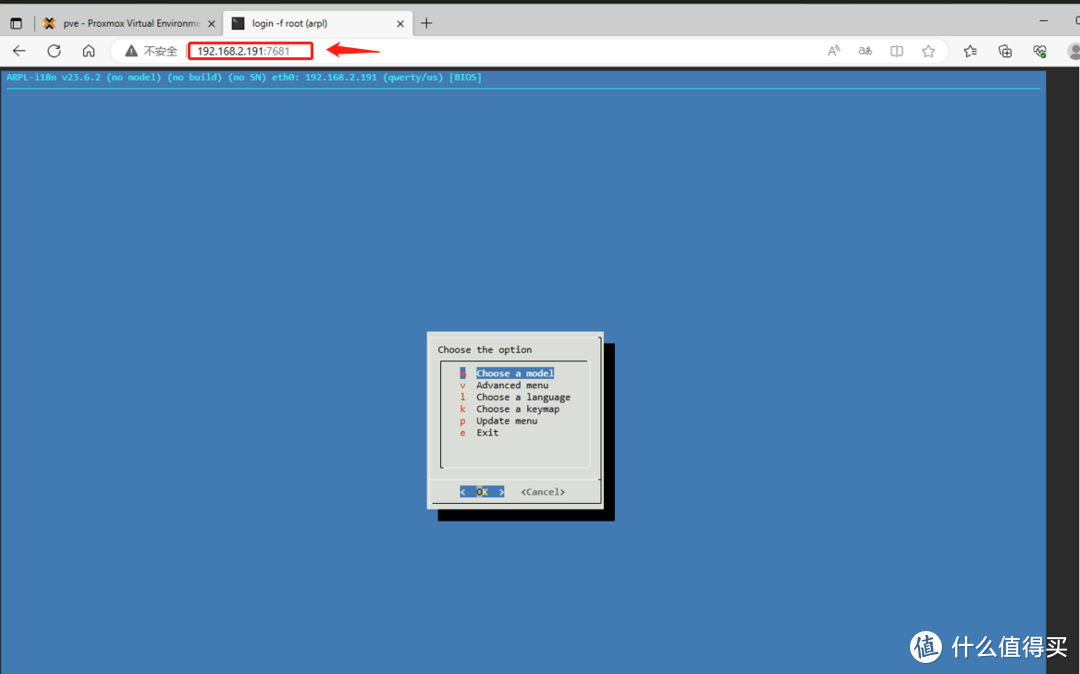 pve - Proxmox Virtual Environme
login -f root (arpl)
不安全
192.168.2.191:7681
ARPL-i18n v23.6.2 (no model) (no build) (no SN) eth0: 192.168.2.191 (qwerty/us) [BIOS]
Choose the option
Choose a model
v Advanced menu
l Choose a language
k Choose a keymap
p Update menu
e Exit
< OK > <Cancel>
值 什么值得买